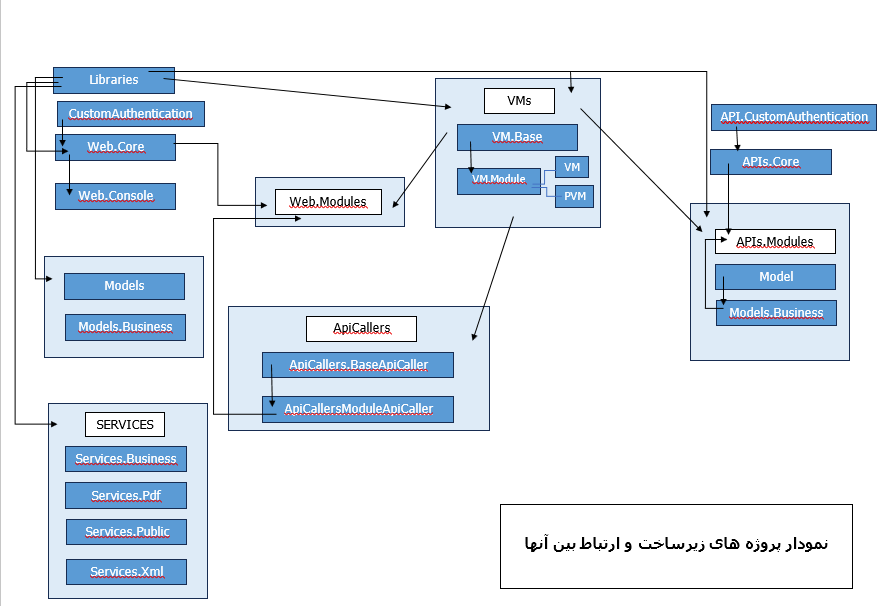 Libraries
CustomAuthentication
Web.Core
Web.Console
Models
Models.Business
SERVICES
Services.Business
Services.Pdf
Services.Public
Services.Xml
Web.Modules
ApiCallers
ApiCallers.BaseApiCaller
ApiCallersModuleApiCaller
VMs
VM.Base
VM.Module
VM
PVM
API.CustomAuthentication
APIs.Core
APIs.Modules
Model
Models.Business
نمودار پروژه های زیرساخت و ارتباط بین آنها